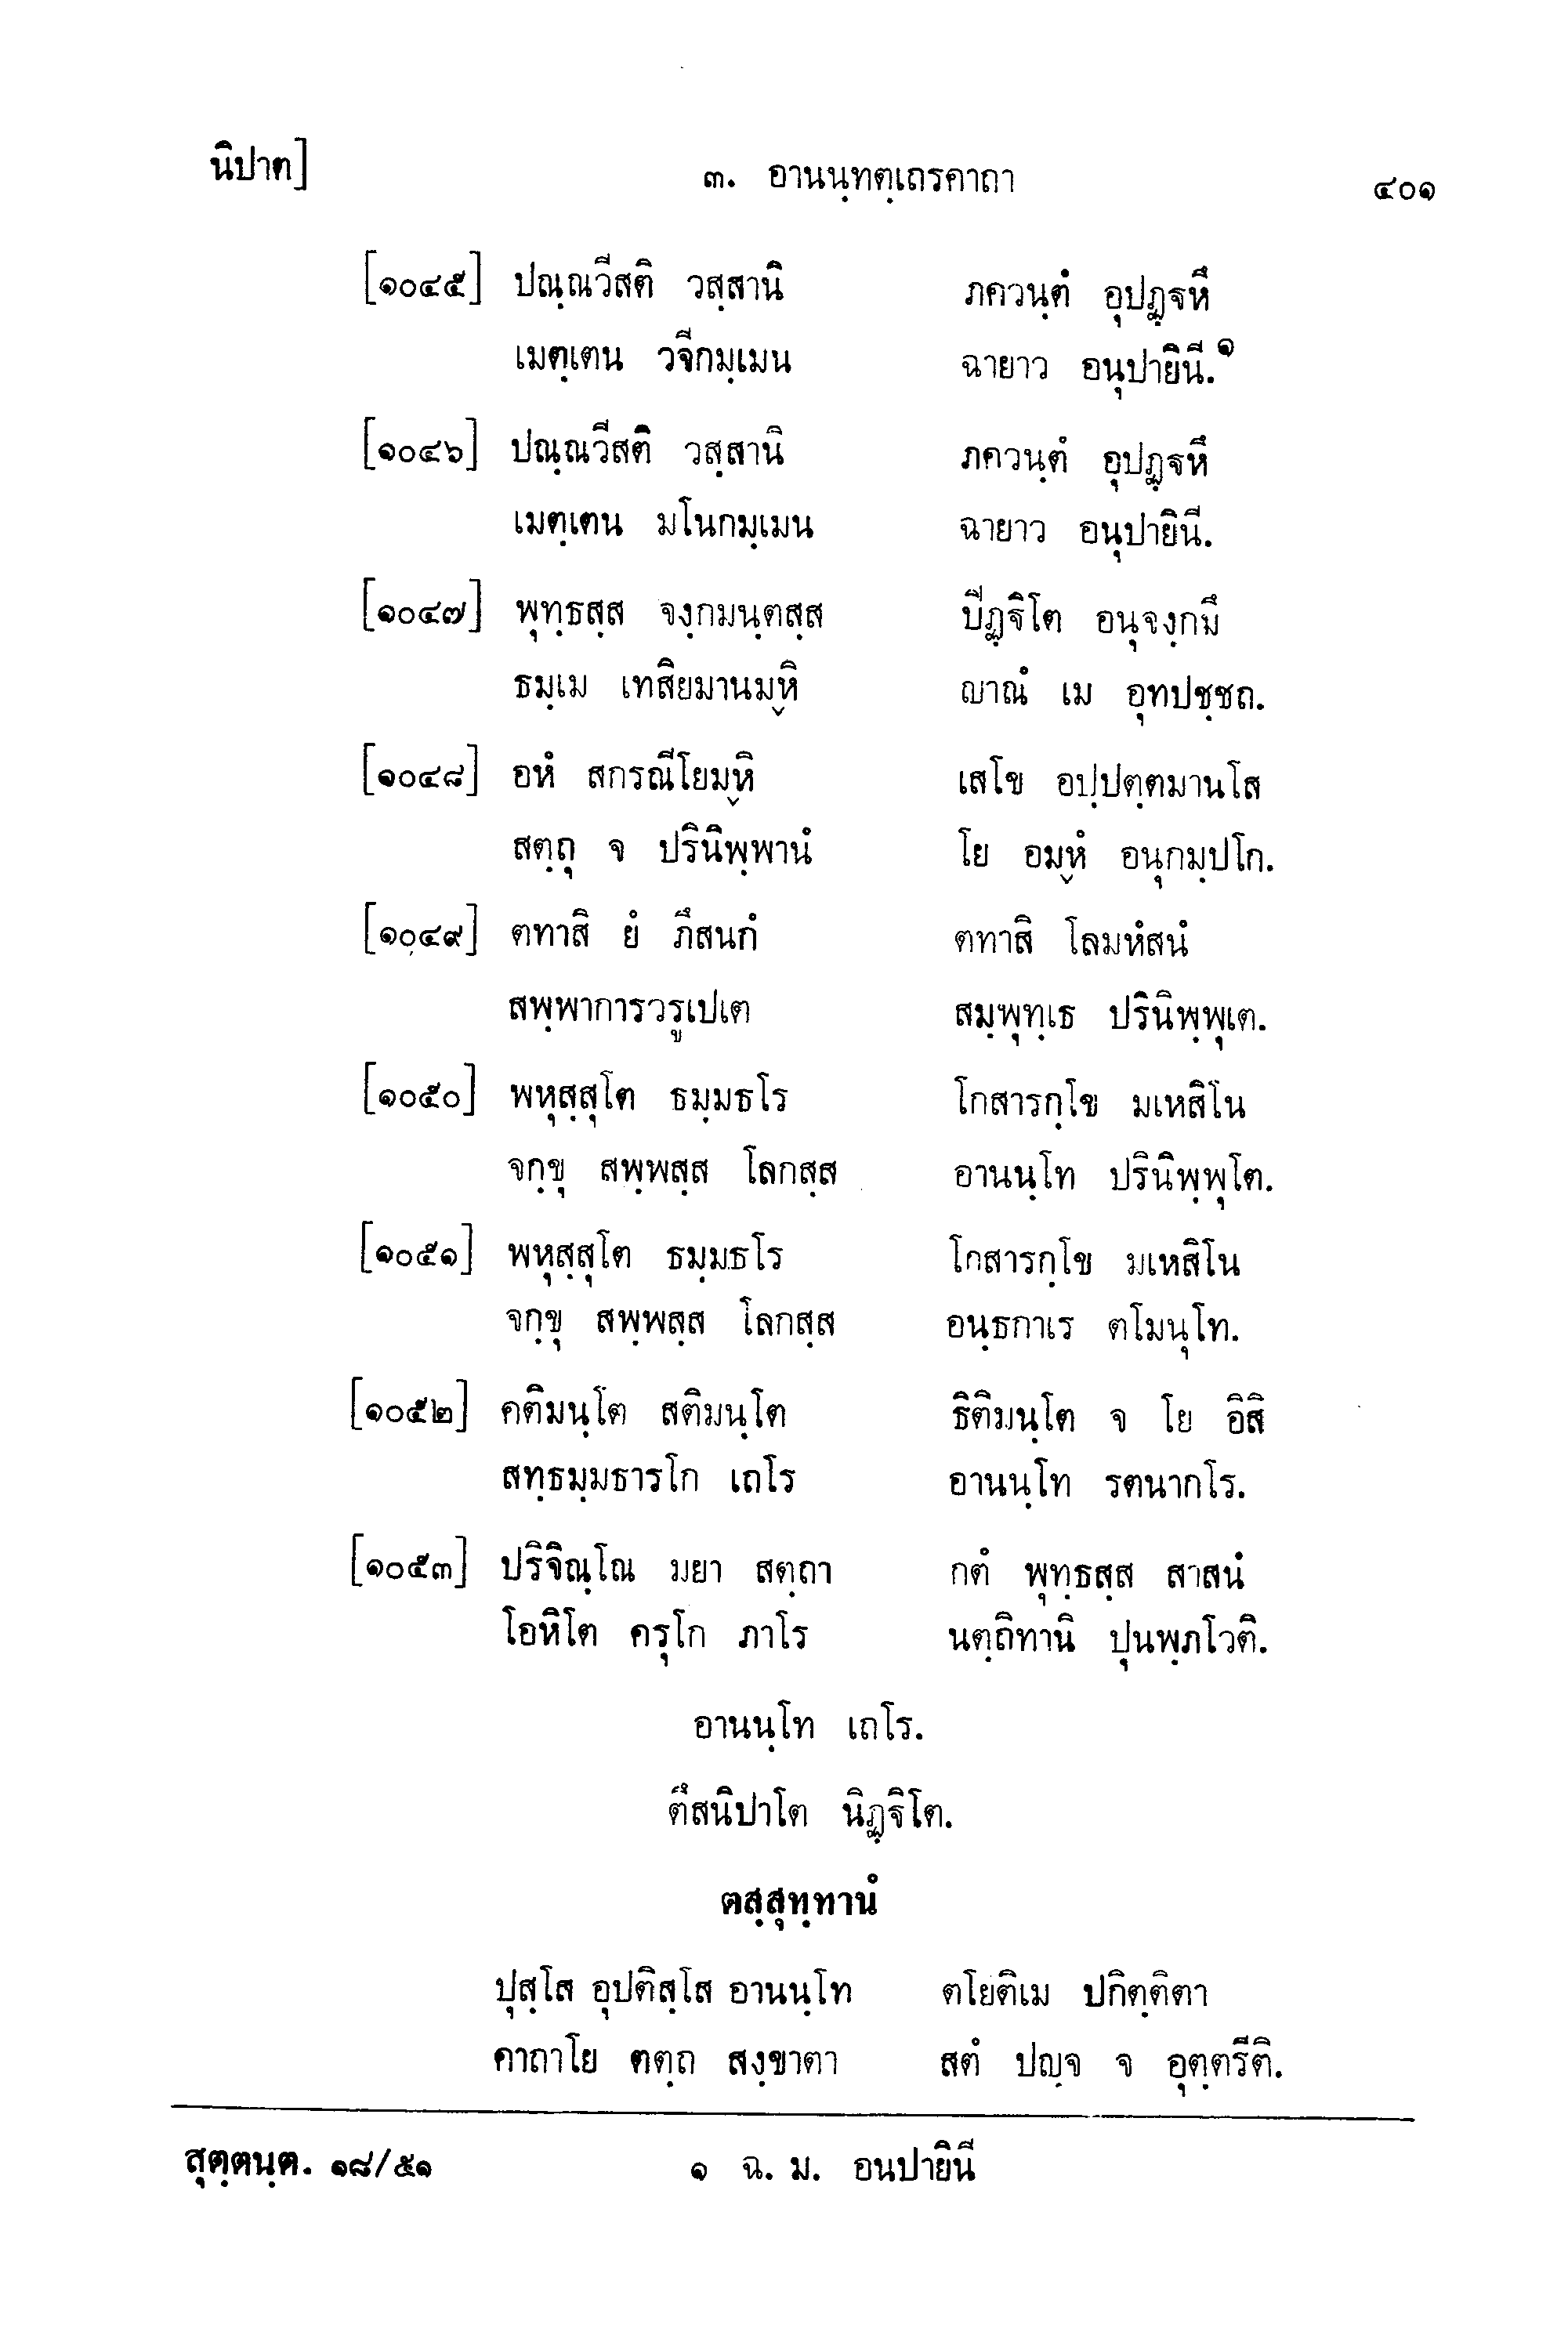 นิปาต] ๓. อานนฺทตฺเถรคาถา ๔๐๑
[๑๐๔๕] ปณฺณวีสติ วสฺสานิ ภควนฺตํ อุปฏฺฐหึ
เมตฺเตน วจีกมฺเมน ฉายาว อนุปายินี.๑
[๑๐๔๖] ปณฺณวีสติ วสฺสานิ ภควนฺตํ อุปฏฺฐหึ
เมตฺเตน มโนกมฺเมน ฉายาว อนุปายินี.
[๑๐๔๗] พุทฺธสฺส จงฺกมนฺตสฺส ปิฏฺฐิโต อนุจงฺกมึ
ธมฺเม เทสิยมานมฺหิ ญาณํ เม อุทปชฺชถ.
[๑๐๔๘] อหํ สกรณีโยมฺหิ เสโข อปฺปตฺตมานโส
สตฺถุ จ ปรินิพฺพานํ โย อมฺหํ อนุกมฺปโก.
[๑๐๔๙] ตทาสิ ยํ ภึสนกํ ตทาสิ โลมหํสนํ
สพฺพาการวรูเปเต สมฺพุทฺเธ ปรินิพฺพุเต.
[๑๐๕๐] พหุสฺสุโต ธมฺมธโร โกสารกฺโข มเหสิโน
จกฺขุ สพฺพสฺส โลกสฺส อานนฺโท ปรินิพฺพุโต.
[๑๐๕๑] พหุสฺสุโต ธมฺมธโร โกสารกฺโข มเหสิโน
จกฺขุ สพฺพสฺส โลกสฺส อนฺธกาเร ตโมนุโท.
[๑๐๕๒] คติมนฺโต สติมนฺโต ธิติมนฺโต จ โย อิสิ
สทฺธมฺมธารโก เถโร อานนฺโท รตนากโร.
[๑๐๕๓] ปริจิณฺโณ มยา สตฺถา กตํ พุทฺธสฺส สาสนํ
โอหิโต ครุโก ภาโร นตฺถิทานิ ปุนพฺภโวติ.
อานนฺโท เถโร.
ตึสนิปาโต นิฏฺฐิโต.
ตสฺสุทฺทานํ
ปุสฺโส อุปติสฺโส อานนฺโท ตโยติเม ปกิตฺติตา
คาถาโย ตตฺถ สงฺขาตา สตํ ปญฺจ จ อุตฺตรีติ.
สุตฺตนฺต. ๑๘/๕๑ ๑ ฉ. ม. อนปายินี